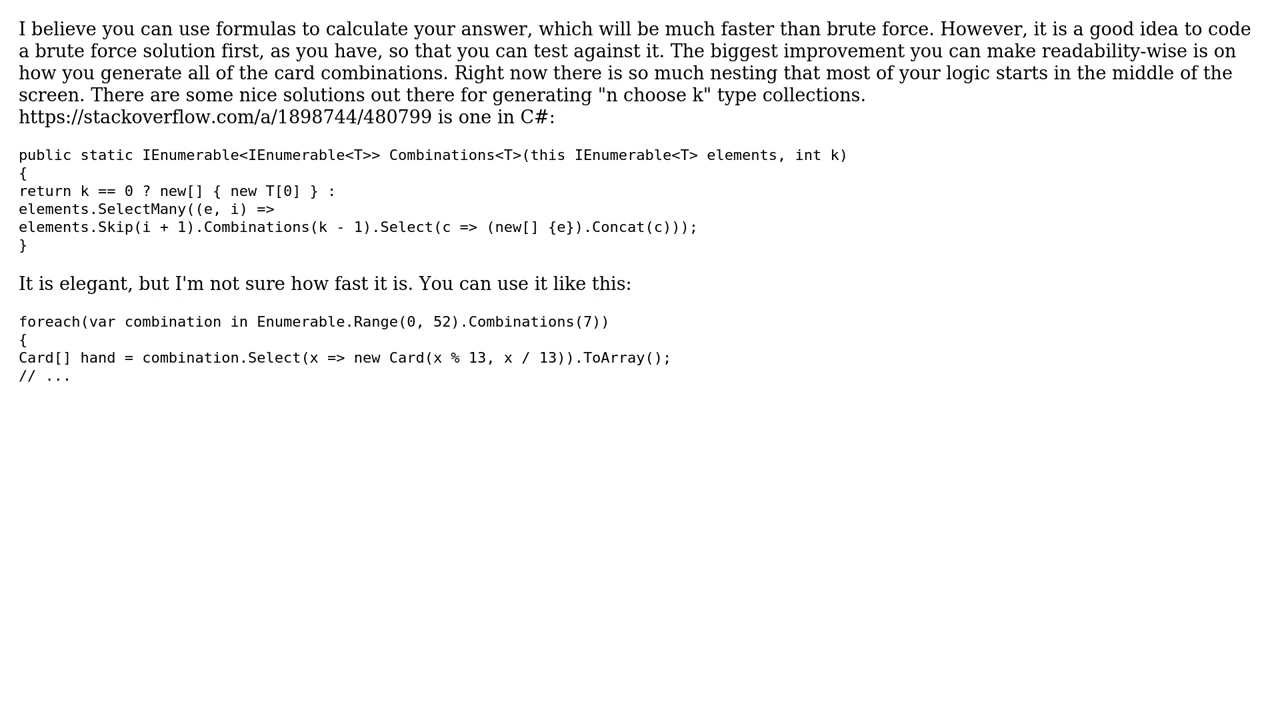 I believe you can use formulas to calculate your answer, which will be much faster than brute force. However, it is a good idea to code
a brute force solution first, as you have, so that you can test against it. The biggest improvement you can make readability-wise is on
how you generate all of the card combinations. Right now there is so much nesting that most of your logic starts in the middle of the
screen. There are some nice solutions out there for generating "n choose k" type collections.
https://stackoverflow.com/a/1898744/480799 is one in C#:
public static IEnumerable<IEnumerable<T>> Combinations<T>(this IEnumerable<T> elements, int k)
{
return k == 0 ? new[] { new T[0] } :
elements.SelectMany((e, i) =>
elements.Skip(i + 1).Combinations(k - 1).Select(c => (new[] {e}).Concat(c)));
}
It is elegant, but I'm not sure how fast it is. You can use it like this:
foreach(var combination in Enumerable.Range(0, 52).Combinations(7))
{
Card[] hand = combination.Select(x => new Card(x % 13, x / 13)).ToArray();
// ...